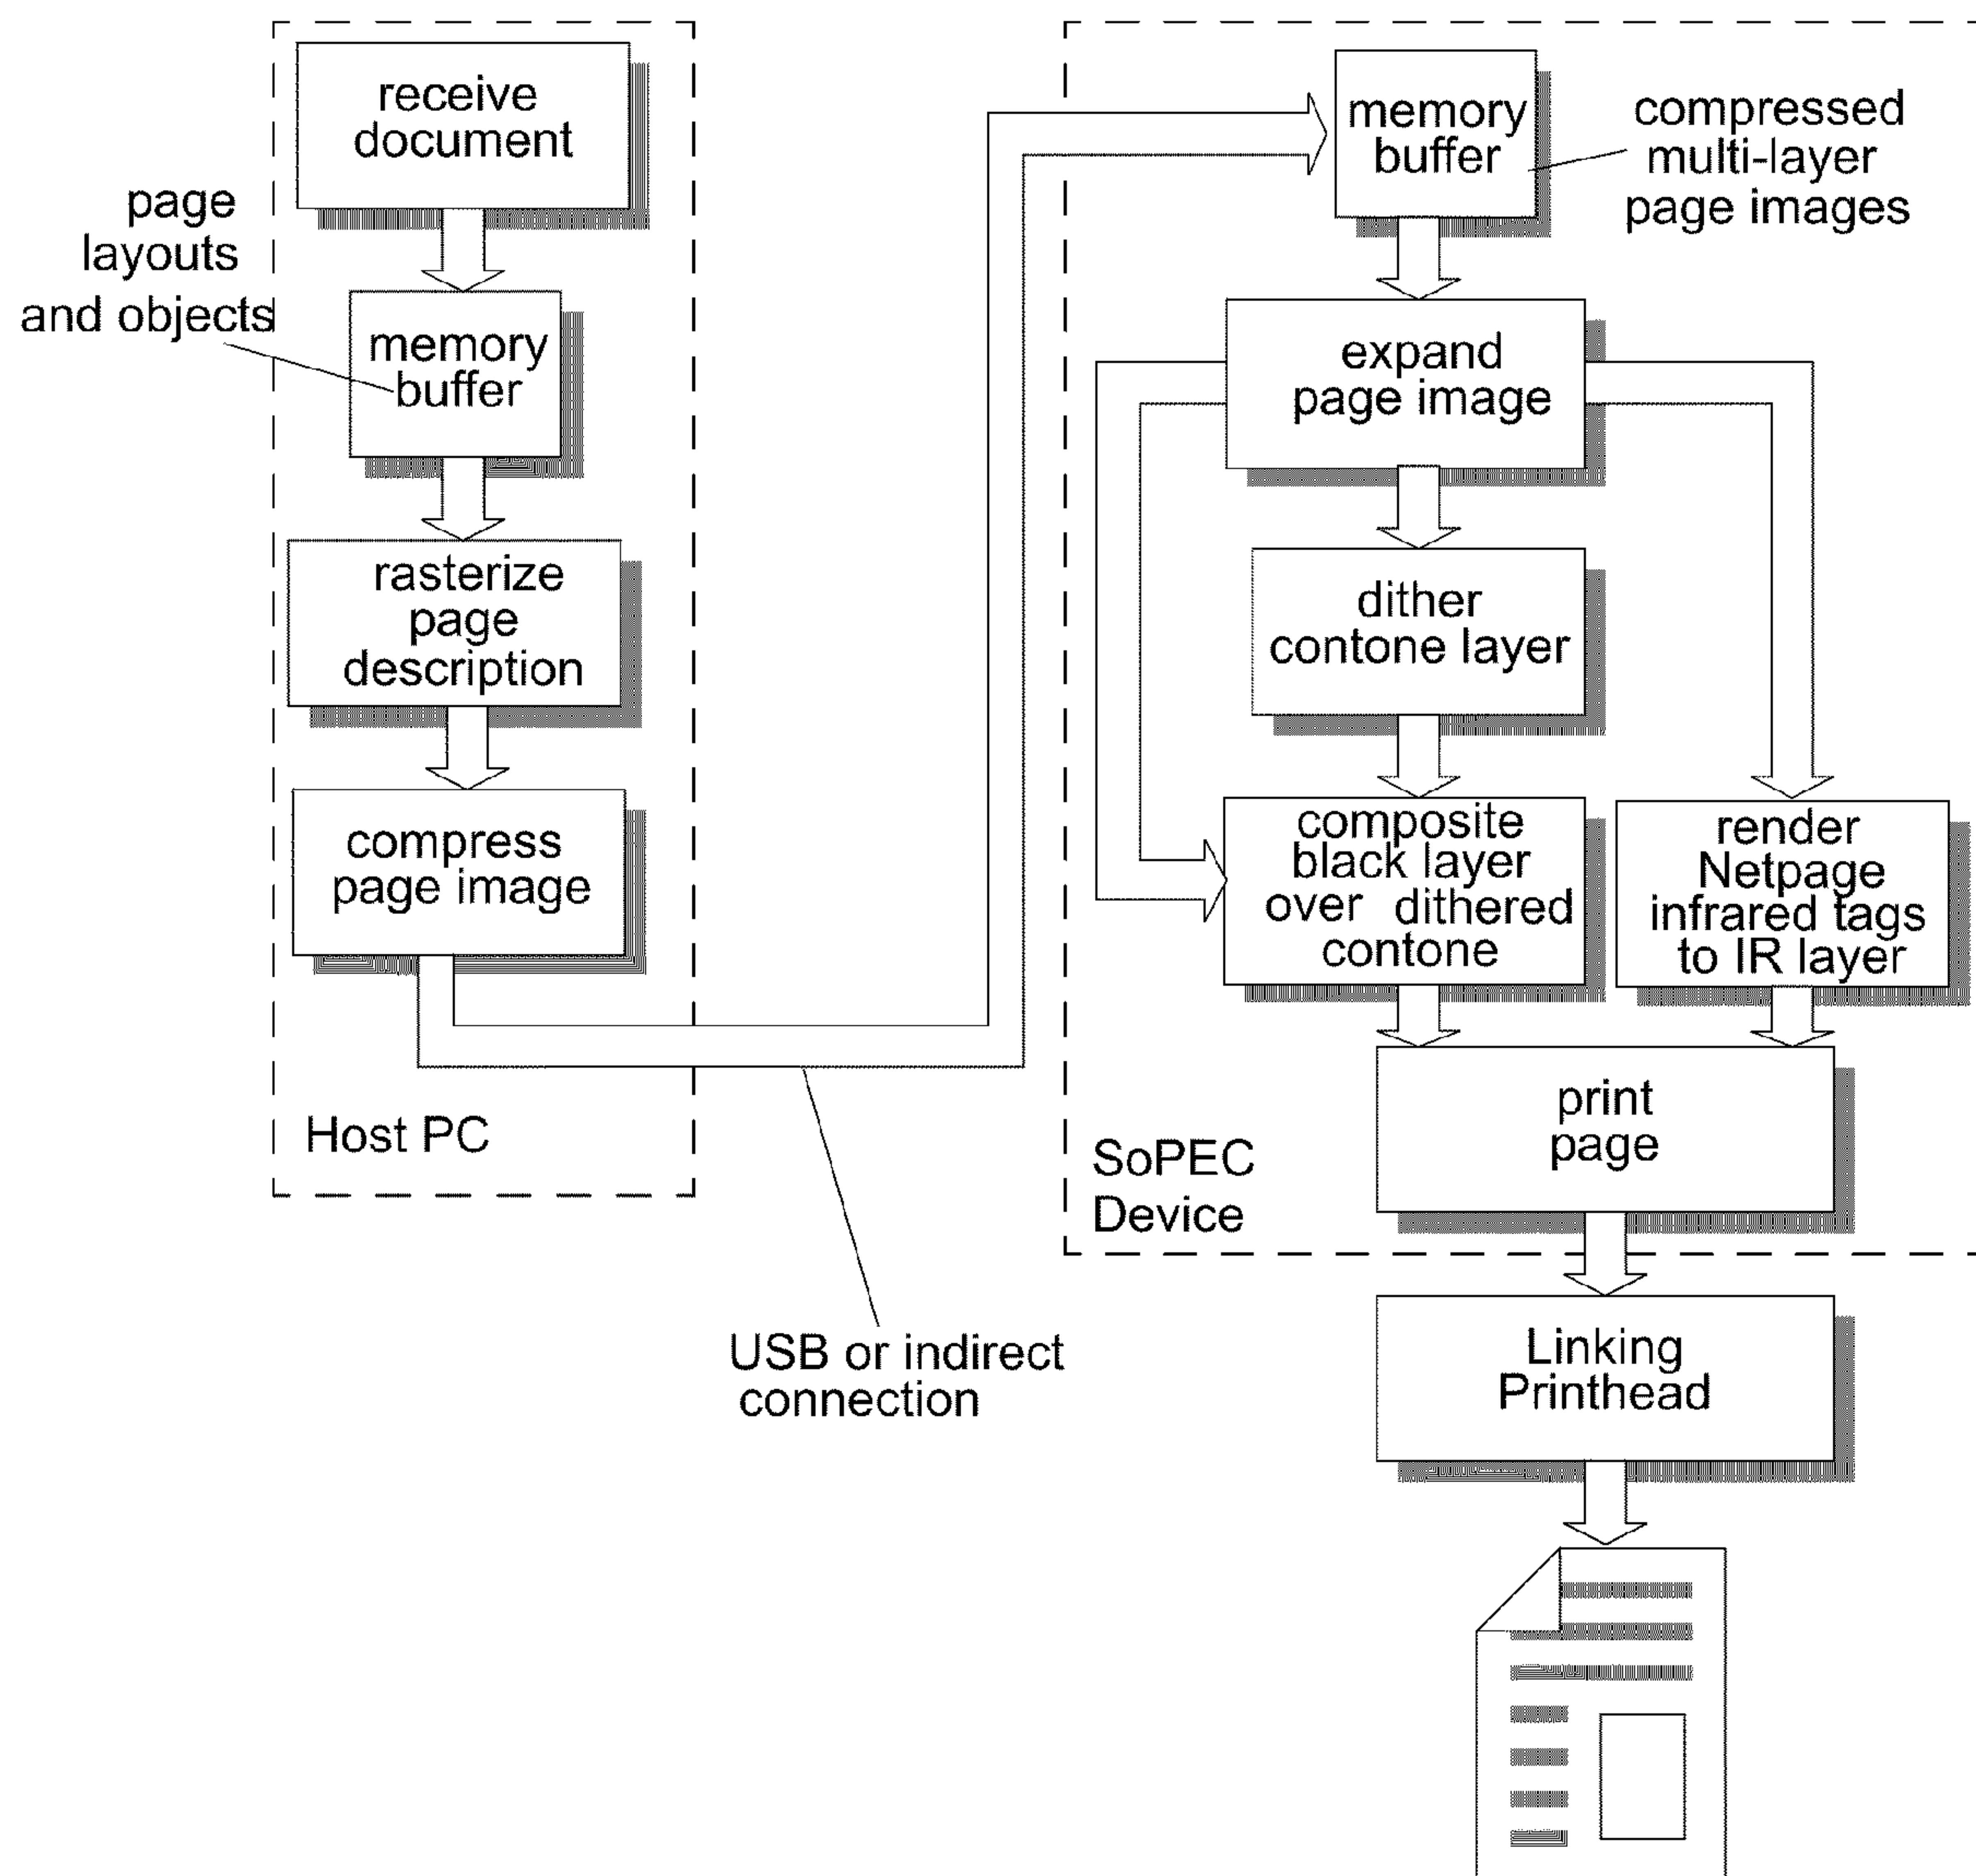 receive
document
page
layouts
and objects
memory
buffer
rasterize
page
description
compress
page image
Host PC
USB or indirect
connection
memory
buffer
compressed
multi-layer
page images
expand
page image
dither
contone layer
composite
black layer
over dithered
contone
render
Netpage
infrared tags
to IR layer
print
page
SoPEC
Device
Linking
Printhead